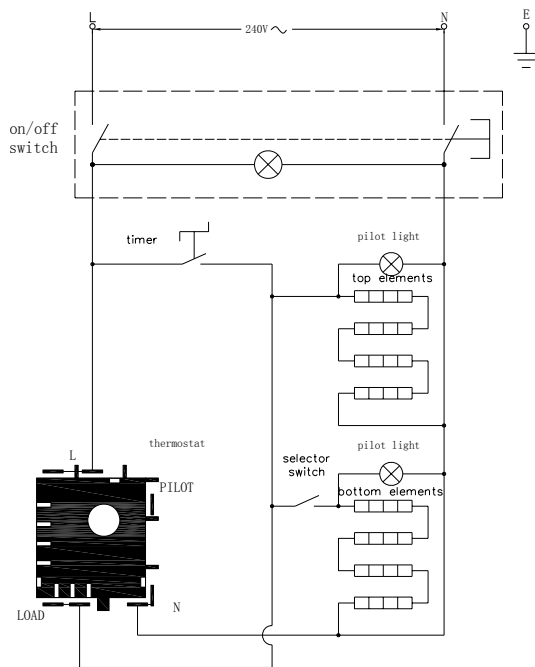 L
N
E
240V
on/off
switch
timer
pilot light
top elements
thermostat
L
PILOT
selector
switch
pilot light
bottom elements
LOAD
N